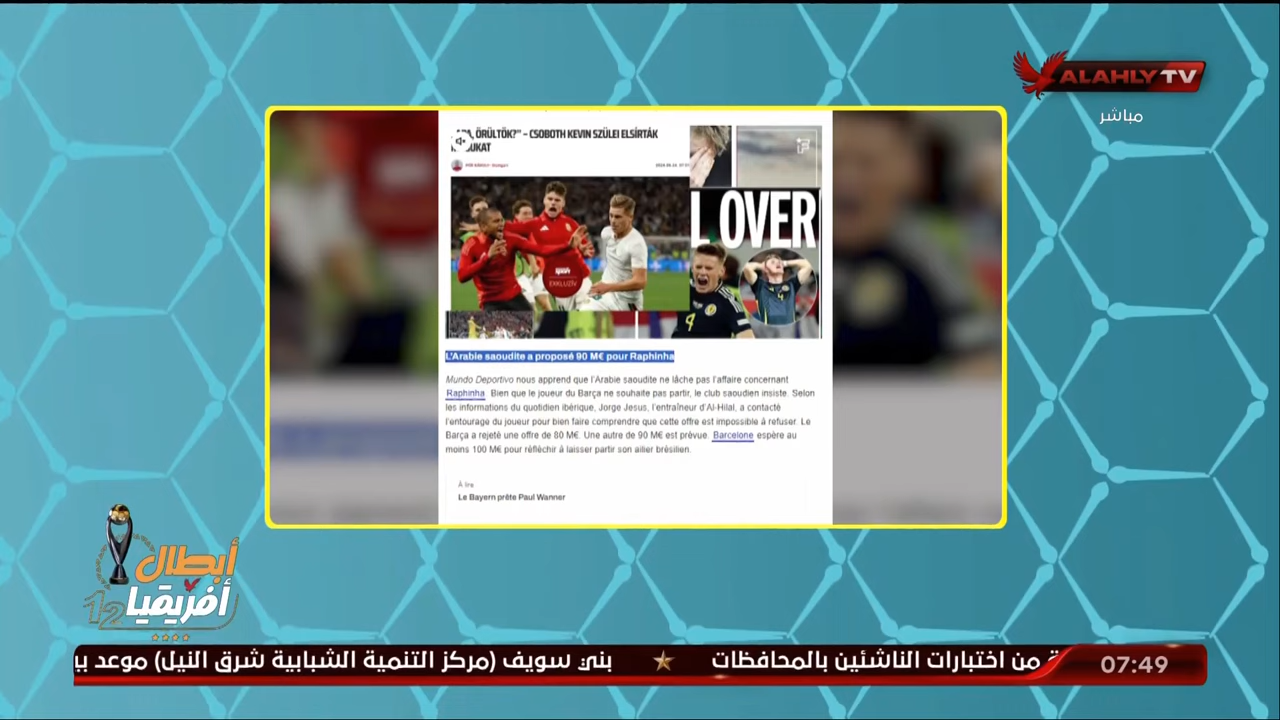 ALAHLY TV
مباشر
ÖRÜLTÖK?" – CSOBOTH KEVIN SZÜLEI ELSÍRTÁK
LOVER
sport
EXKLUZÍV
9
4
L'Arabie saoudite a proposé 90 M€ pour Raphinha
Mundo Deportivo nous apprend que l'Arabie saoudite ne lâche pas l'affaire concernant
Raphinha. Bien que le joueur du Barça ne souhaite pas partir, le club saoudien insiste. Selon
les informations du quotidien ibérique, Jorge Jesus, l'entraîneur d'Al-Hilal, a contacté
l'entourage du joueur pour bien faire comprendre que cette offre est impossible à refuser. Le
Barça a rejeté une offre de 80 M€. Une autre de 90 M€ est prévue. Barcelone espère au
moins 100 M€ pour réfléchir à laisser partir son ailier brésilien.
À lire
Le Bayern prête Paul Wanner
أبطال
أفريقيا
12
ة من اختبارات الناشئين بالمحافظات
بني سويف (مركز التنمية الشبابية شرق النيل) موعد بد
07:49